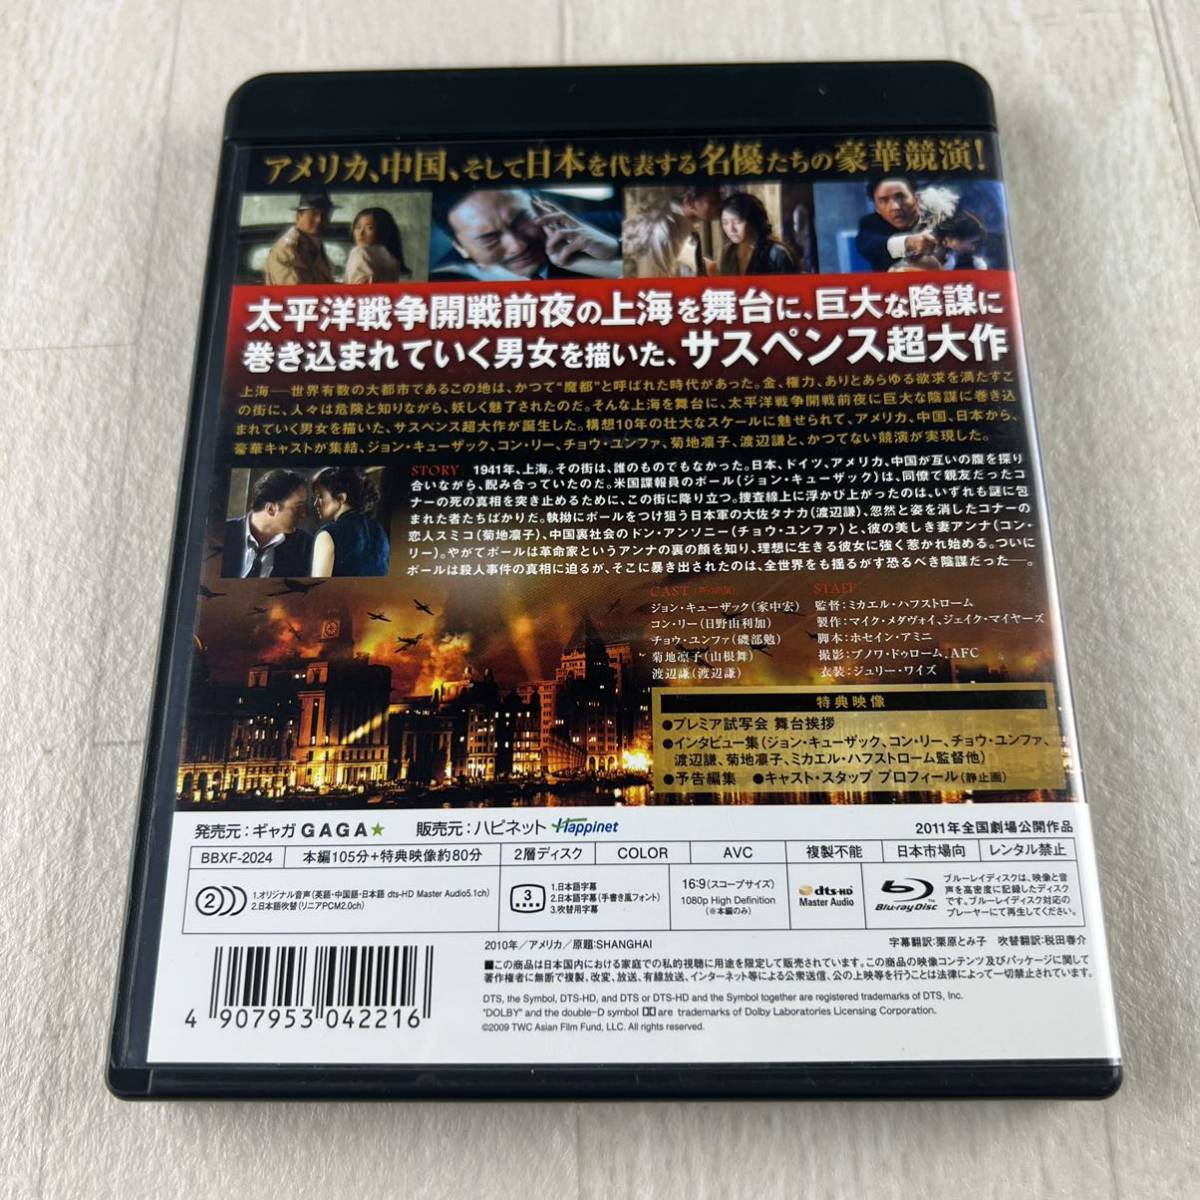 アメリカ、中国、そして日本を代表する名優たちの豪華競演!
太平洋戦争開戦前夜の上海を舞台に、巨大な陰謀に
巻き込まれていく男女を描いた、サスペンス超大作
上海──世界有数の大都市であるこの地は、かつて“魔都”と呼ばれた時代があった。金、権力、ありとあらゆる欲求を満たすこ
の街に、人々は危険と知りながら、妖しく魅了されたのだ。そんな上海を舞台に、太平洋戦争開戦前夜に巨大な陰謀に巻き込
まれていく男女を描いた、サスペンス超大作が誕生した。構想10年の壮大なスケールに魅せられて、アメリカ、中国、日本から、
豪華キャストが集結、ジョン・キューザック、コン・リー、チョウ・ユンファ、菊地凛子、渡辺謙と、かつてない競演が実現した。
STORY 1941年、上海。その街は、誰のものでもなかった。日本、ドイツ、アメリカ、中国が互いの腹を探り
合いながら、睨み合っていたのだ。米国諜報員のポール(ジョン・キューザック)は、同僚で親友だったコ
ナーの死の真相を突き止めるために、この街に降り立つ。捜査線上に浮かび上がったのは、いずれも謎に包
まれた者たちばかりだ。執拗にポールをつけ狙う日本軍の大佐タナカ(渡辺謙)、忽然と姿を消したコナーの
恋人スミコ(菊地凛子)、中国裏社会のドン・アンソニー(チョウ・ユンファ)と、彼の美しき妻アンナ(コン・
リー)。やがてポールは革命家というアンナの裏の顔を知り、理想に生きる彼女に強く惹かれ始める。ついに
ポールは殺人事件の真相に迫るが、そこに暴き出されたのは、全世界をも揺るがす恐るべき陰謀だった─。
CAST(声の出演)
ジョン・キューザック(家中宏)
コン・リー(日野由利加)
チョウ・ユンファ(磯部勉)
菊地凛子(山根舞)
渡辺謙(渡辺謙)
STAFF
監督:ミカエル・ハフストローム
製作:マイク・メダヴォイ、ジェイク・マイヤーズ
脚本:ホセイン・アミニ
撮影:ブノワ・ドゥローム、AFC
衣装:ジュリー・ワイズ
特典映像
●プレミア試写会 舞台挨拶
●インタビュー集(ジョン・キューザック、コン・リー、チョウ・ユンファ、
渡辺謙、菊地凛子、ミカエル・ハフストローム監督他)
●予告編集 ●キャスト・スタッフ プロフィール(静止画)
発売元:ギャガ GAGA★ 販売元:ハピネット Happinet 2011年全国劇場公開作品
BBXF-2024 本編105分+特典映像約80分 2層ディスク COLOR AVC 複製不能 日本市場向 レンタル禁止
2
1.オリジナル音声(英語・中国語・日本語 dts-HD Master Audio5.1ch)
2.日本語吹替(リニアPCM2.0ch)
3
1.日本語字幕
2.日本語字幕(手書き風フォント)
3.吹替用字幕
16:9(スコープサイズ)
1080p High Definition
(※本編のみ)
dts-HD
Master Audio
Blu-ray Disc
ブルーレイディスクは、映像と音
声を高密度に記録したディスク
です。ブルーレイディスク対応の
プレーヤーにて再生してください。
2010年/アメリカ/原題:SHANGHAI 字幕翻訳:栗原とみ子 吹替翻訳:税田春介
■この商品は日本国内における家庭での私的視聴に用途を限定して販売されています。この商品の映像コンテンツ及びパッケージに関して
著作権者に無断で複製、改変、放送、有線放送、インターネット等による公衆送信、公の上映等を行うことは法律によって一切禁止されています。
DTS, the Symbol, DTS-HD, and DTS or DTS-HD and the Symbol together are registered trademarks of DTS, Inc.
"DOLBY" and the double-D symbol are trademarks of Dolby Laboratories Licensing Corporation.
©2009 TWC Asian Film Fund, LLC. All rights reserved.
4 907953 042216